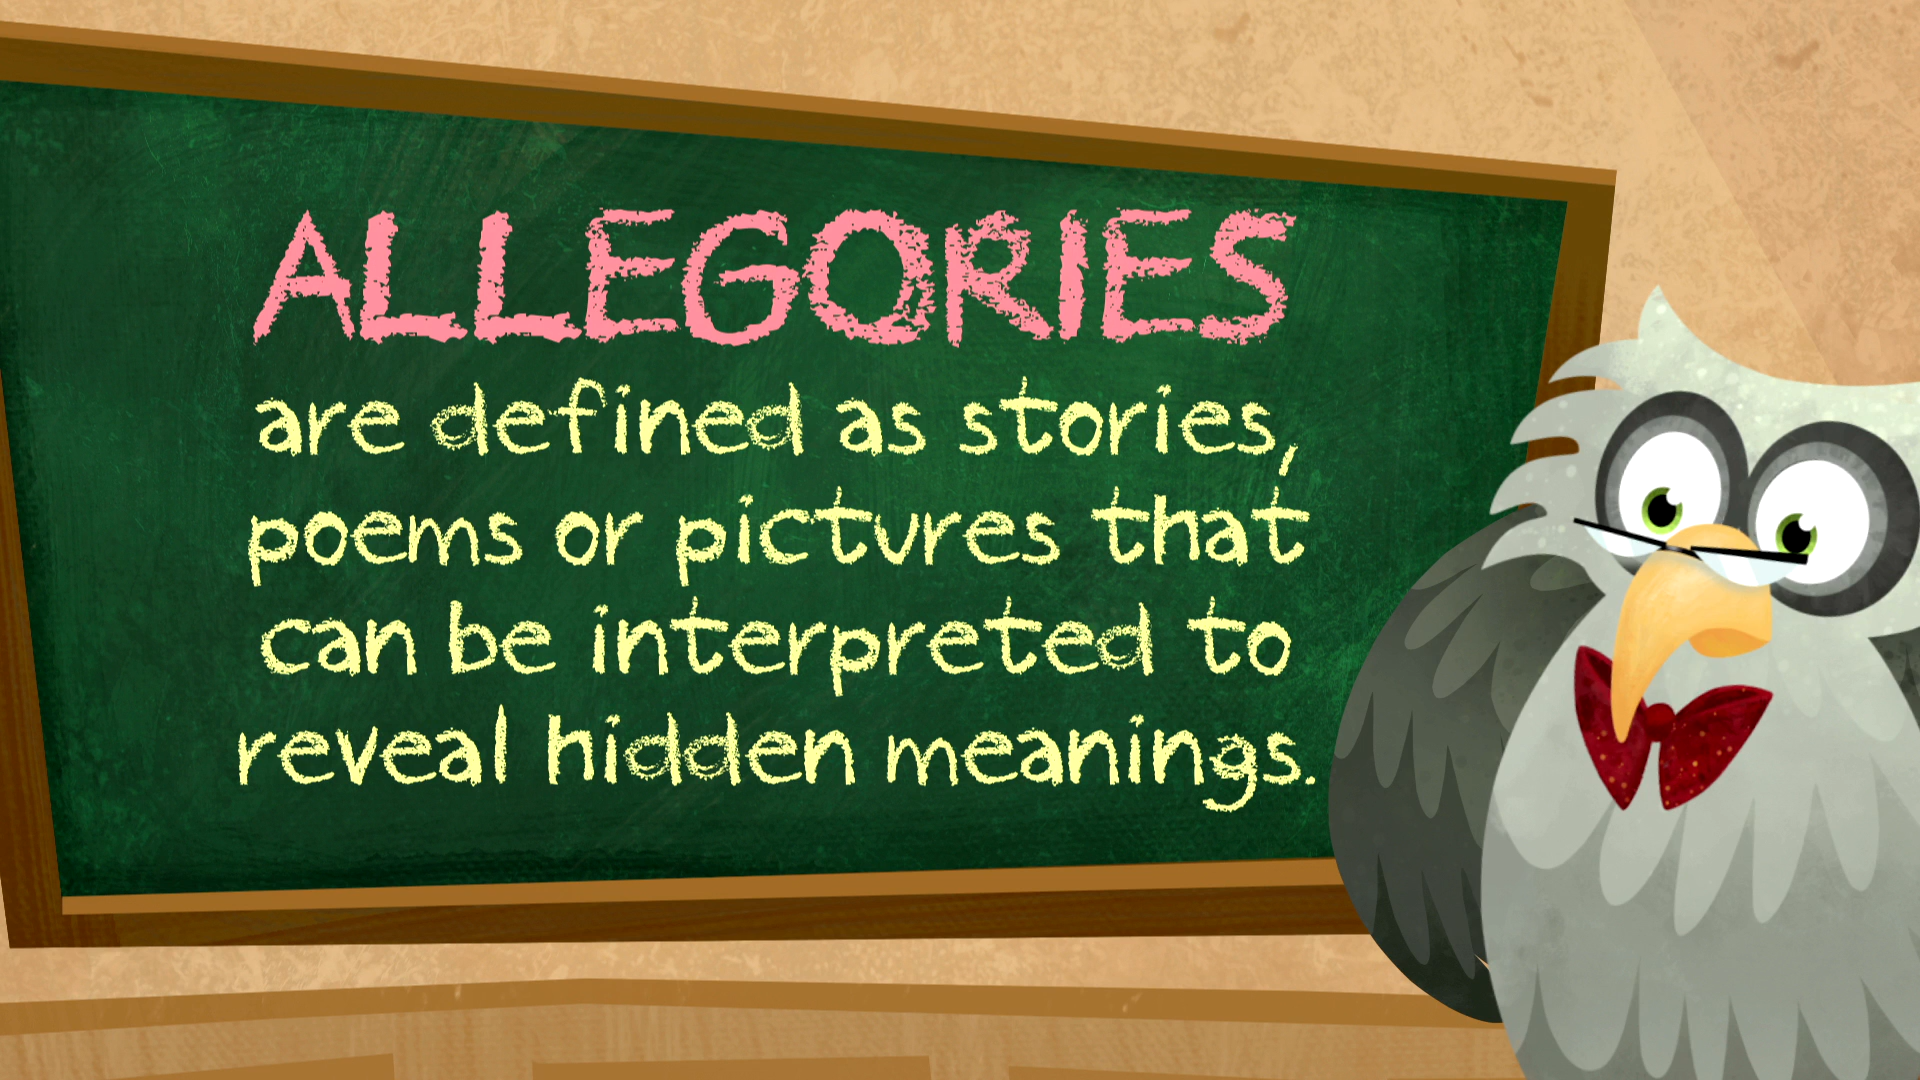 ALLEGORIES
are defined as stories,
poems or pictures that
can be interpreted to
reveal hidden meanings.